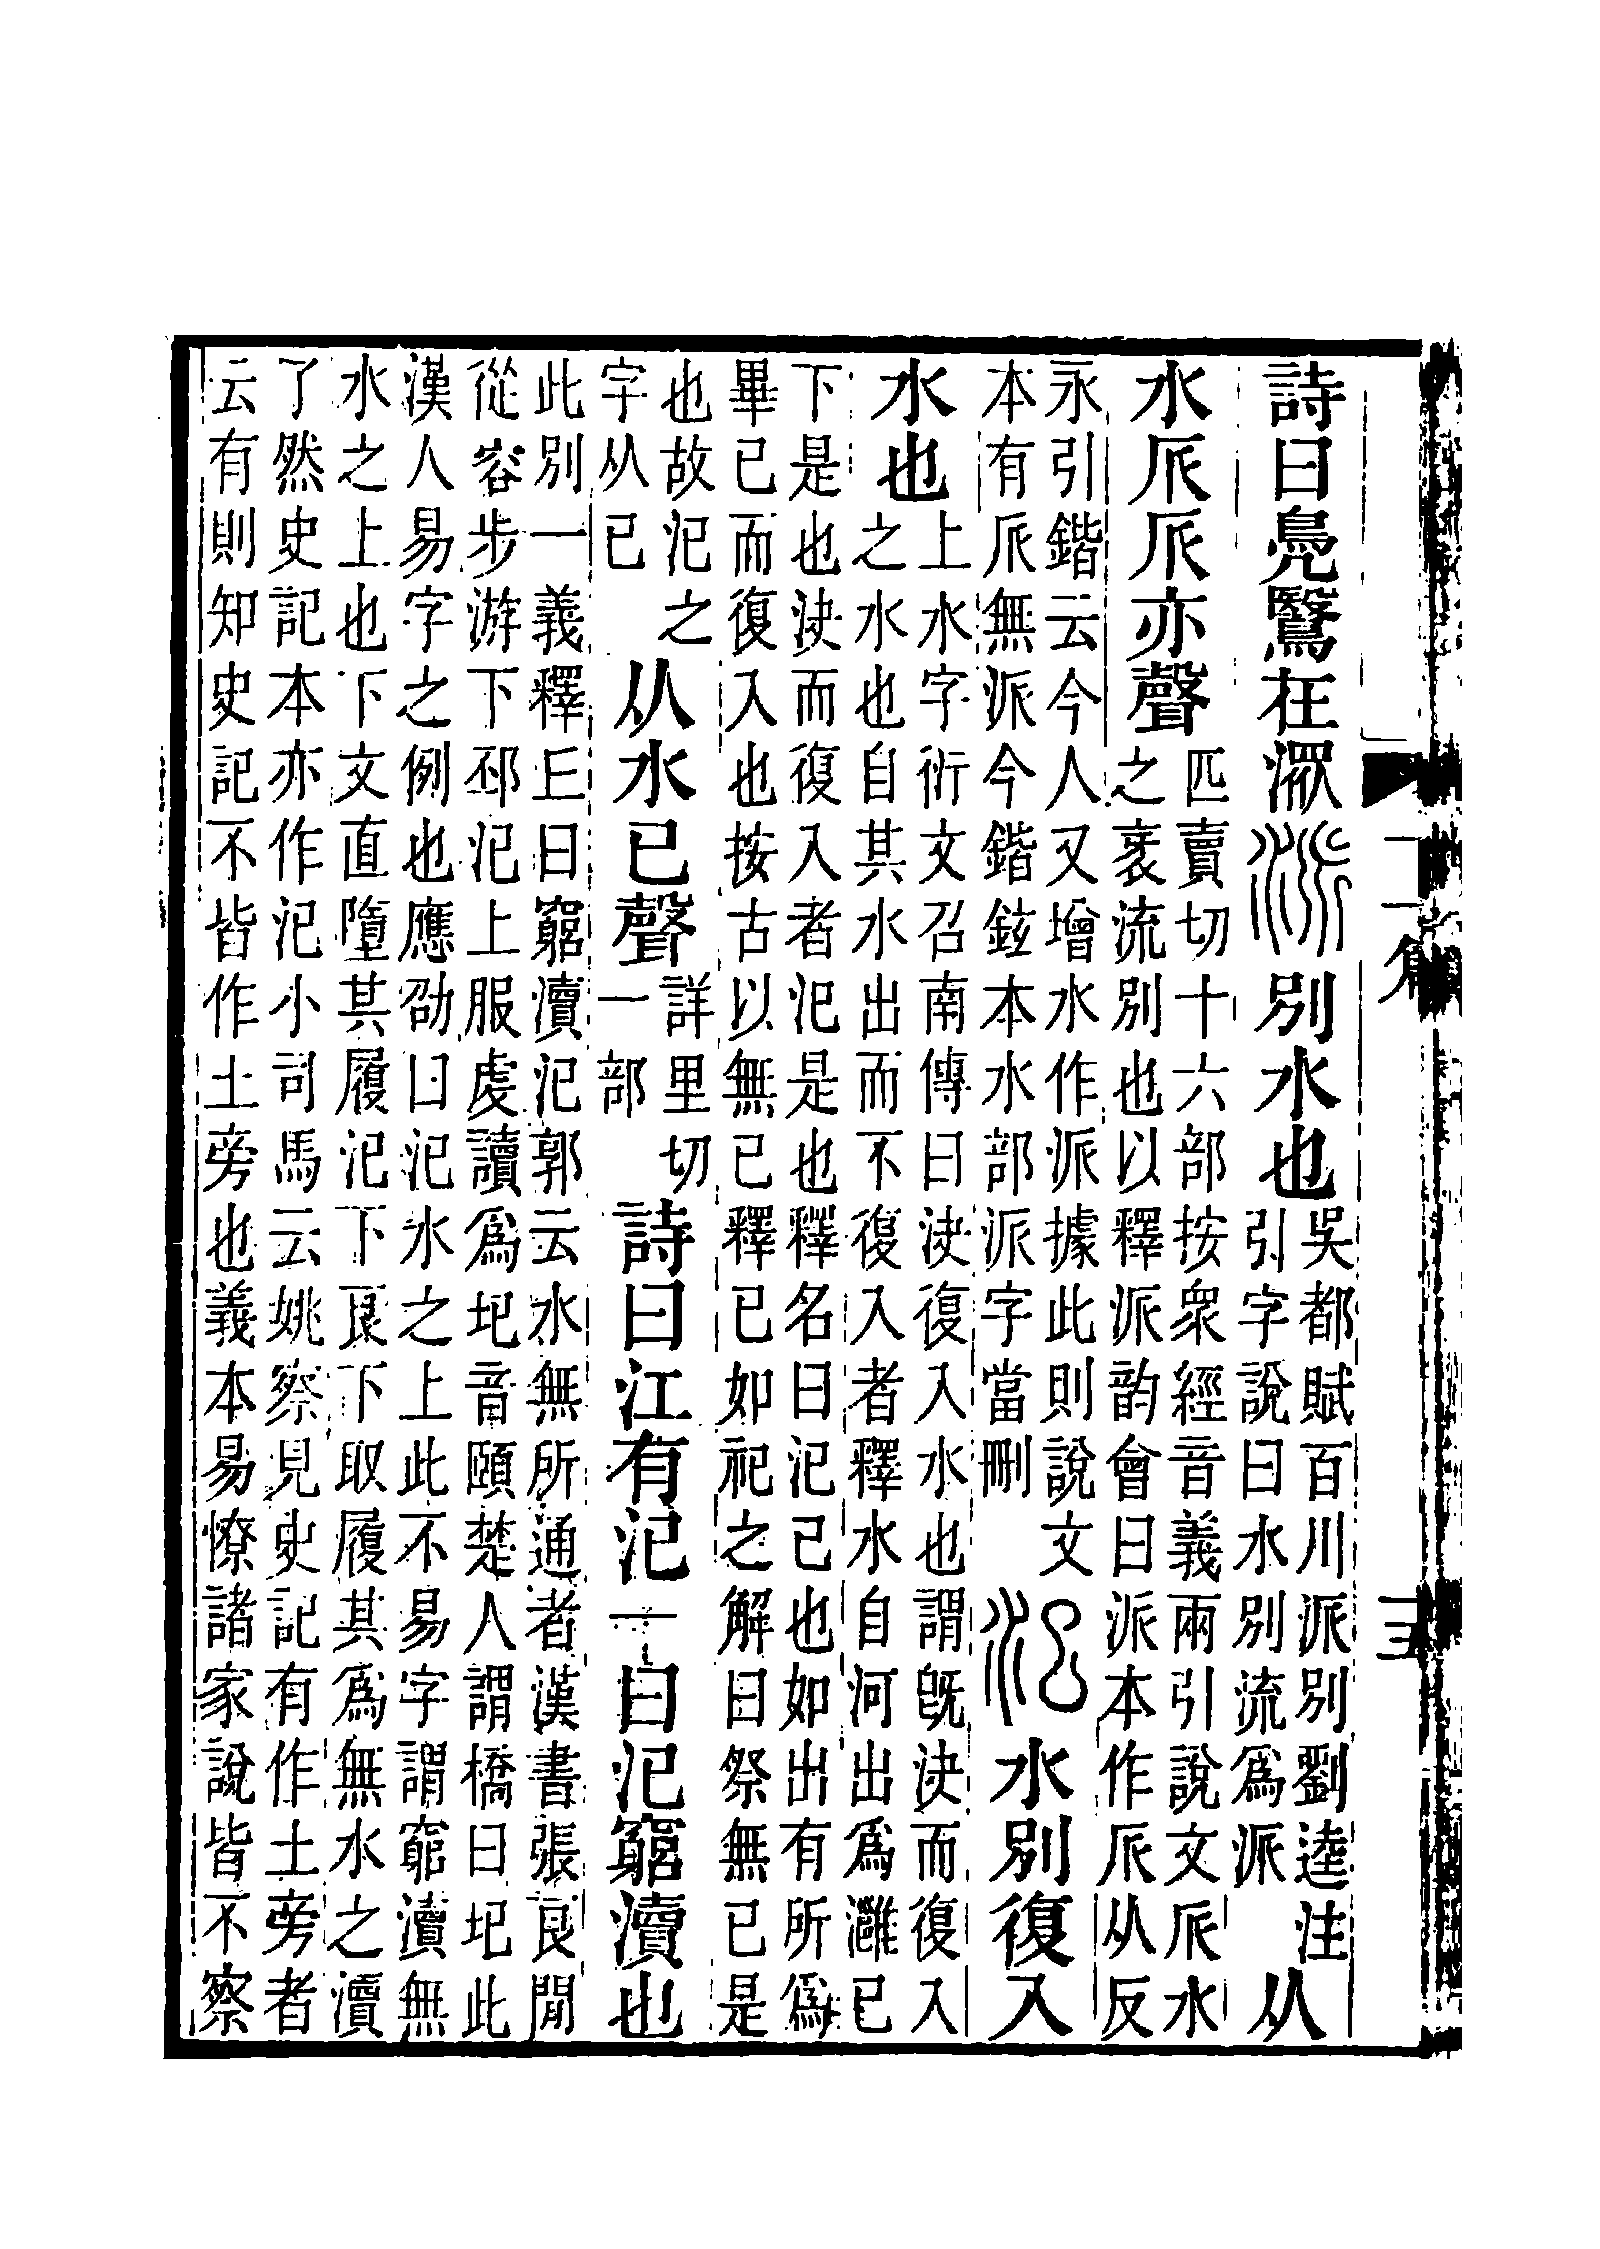 詩曰鳧鷖在潀
別水也
吳都賦百川派別劉逵注
引字說曰水別流爲派
从
水𠂢𠂢亦聲
匹賣切十六部按衆經音義兩引說文𠂢水
之衺流別也以釋派韵會曰派本作𠂢从反
永引鍇云今人又增水作派據此則說文
本有𠂢無派今鍇鉉本水部派字當刪
水別復入
水也
上水字衍文召南傳曰決復入水也謂旣決而復入
之水也自其水出而不復入者釋水自河出爲灉已
下是也決而復入者汜是也釋名曰汜已也如出有所爲
畢已而復入也按古以無已釋已如祀之解曰祭無已是
也故汜之
字从已
从水已聲
詳里切
一部
詩曰江有汜一曰汜窮瀆也
此別一義釋丘曰窮瀆汜郭云水無所通者漢書張良閒
從容步游下邳汜上服虔讀爲圯音頤楚人謂橋曰圯此
漢人易字之例也應劭曰汜水之上此不易字謂窮瀆無
水之上也下文直墮其履汜下良下取履其爲無水之瀆
了然史記本亦作汜小司馬云姚察見史記有作土旁者
云有則知史記不皆作土旁也義本易憭諸家說皆不察